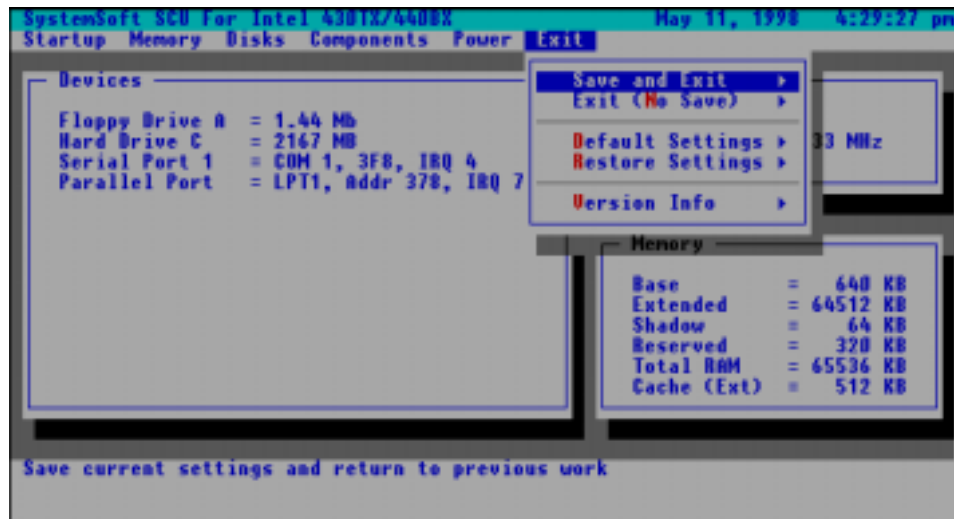 SystemSoft SCU For Intel 430TX/440BX May 11, 1998 4:29:27 pm
Startup Memory Disks Components Power Exit
Save and Exit
Exit (No Save)
Default Settings
Restore Settings
Version Info
Devices
Floppy Drive A = 1.44 Mb
Hard Drive C = 2167 MB
Serial Port 1 = COM 1, 3F8, IRQ 4
Parallel Port = LPT1, Addr 378, IRQ 7
33 MHz
Memory
Base = 640 KB
Extended = 64512 KB
Shadow = 64 KB
Reserved = 320 KB
Total RAM = 65536 KB
Cache (Ext) = 512 KB
Save current settings and return to previous work